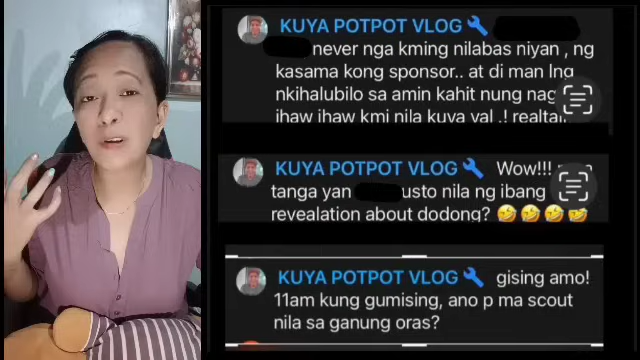 KUYA POTPOT VLOG
never nga kming nilabas niyan , ng
kasama kong sponsor.. at di man lng
nkihalubilo sa amin kahit nung nag
ihaw ihaw kmi nila kuya val .! realtalk
KUYA POTPOT VLOG Wow!!!
tanga yan usto nila ng ibang
revealation about dodong? 🤣🤣🤣🤣
KUYA POTPOT VLOG gising amo!
11am kung gumising, ano p ma scout
nila sa ganung oras?